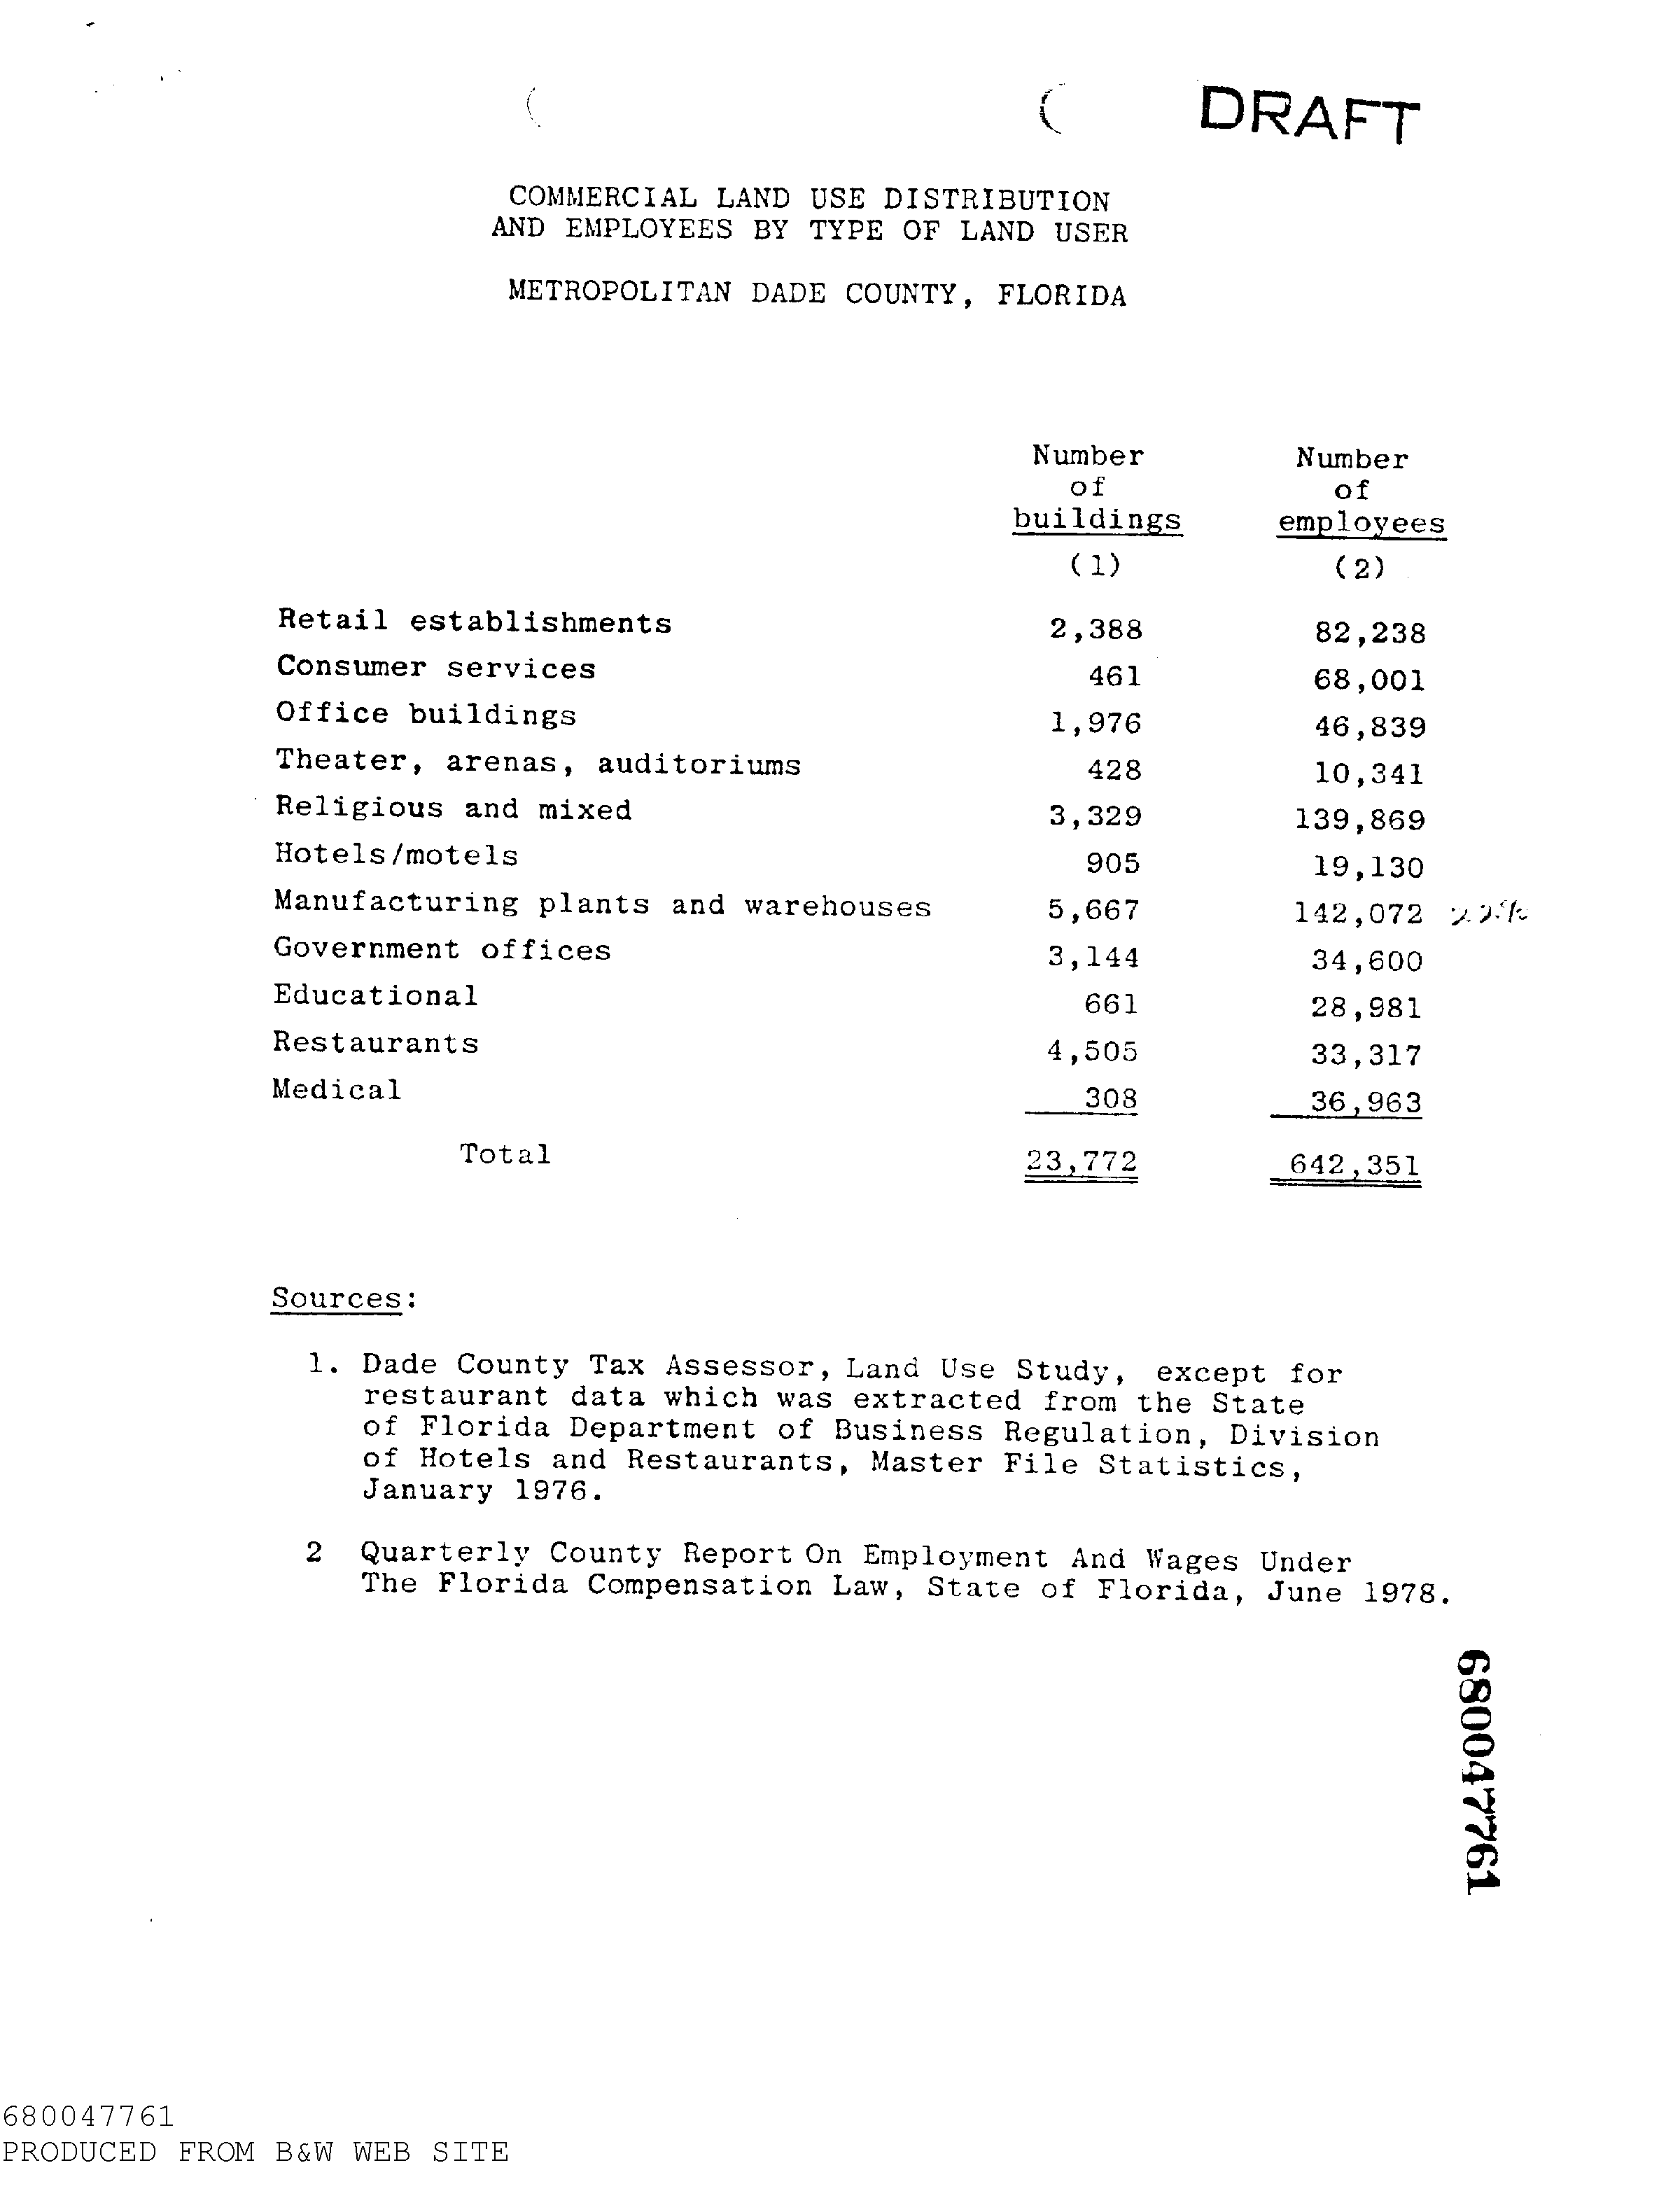 DRAFT
COMMERCIAL LAND USE DISTRIBUTION
AND EMPLOYEES BY TYPE OF LAND USER
METROPOLITAN DADE COUNTY, FLORIDA
Number Number
of of
buildings employees
(1) (2)
Retail establishments 2,388 82,238
Consumer services 461 68,001
Office buildings 1,976 46,839
Theater, arenas, auditoriums 428 10,341
Religious and mixed 3,329 139,869
Hotels/motels 905 19,130
Manufacturing plants and warehouses 5,667 142,072
Government offices 3,144 34,600
Educational 661 28,981
Restaurants 4,505 33,317
Medical 308 36,963
Total 23,772 642,351
Sources:
1. Dade County Tax Assessor, Land Use Study, except for
restaurant data which was extracted from the State
of Florida Department of Business Regulation, Division
of Hotels and Restaurants, Master File Statistics,
January 1976.
2 Quarterly County Report On Employment And Wages Under
The Florida Compensation Law, State of Florida, June 1978.
680047761
680047761
PRODUCED FROM B&W WEB SITE